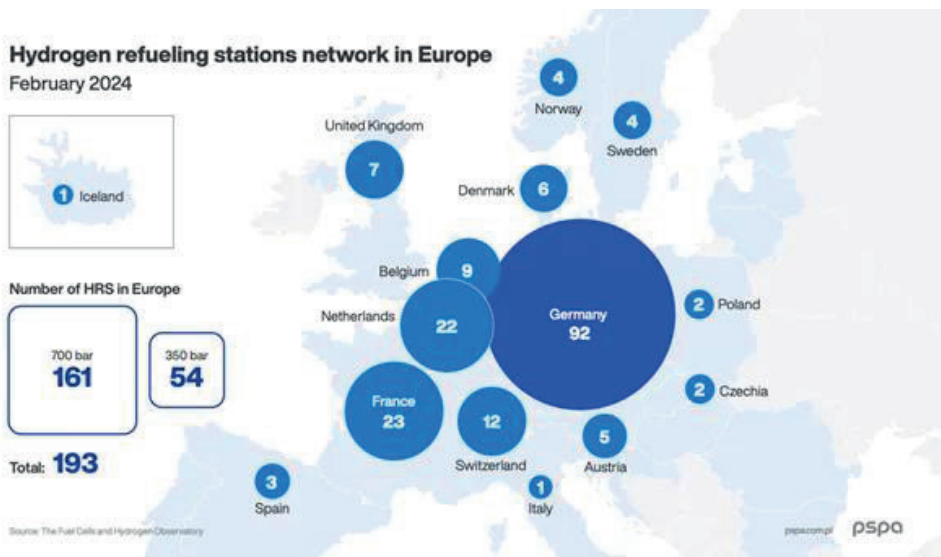 Hydrogen refueling stations network in Europe
February 2024
1 Iceland
Number of HRS in Europe
700 bar
161
350 bar
54
Total: 193
4
Norway
4
Sweden
United Kingdom
7
Denmark 6
Belgium 9
Netherlands 22
Germany
92
2 Poland
2 Czechia
France
23
12
Switzerland
5
Austria
1
Italy
3
Spain
Source: The Fuel Cells and Hydrogen Observatory
pspa.com.pl pspa